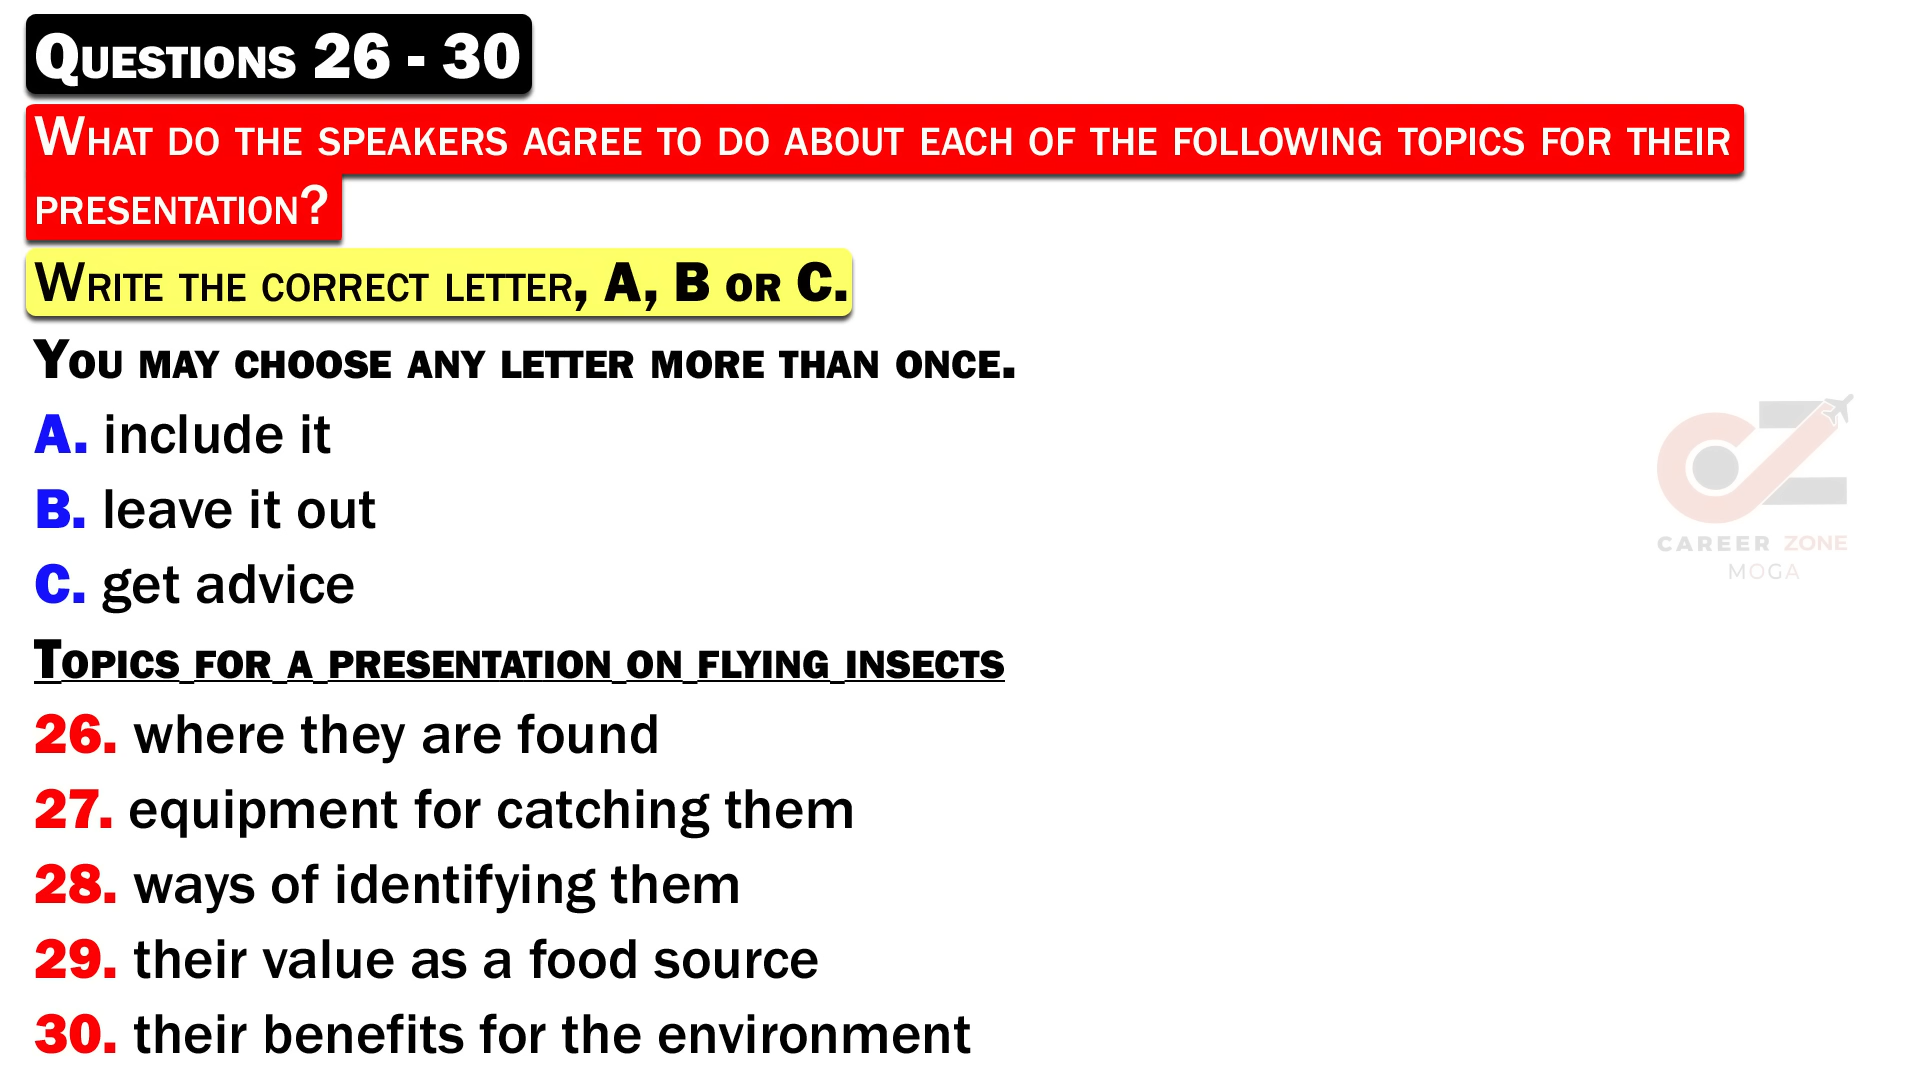 Questions 26 - 30
What do the speakers agree to do about each of the following topics for their
presentation?
Write the correct letter, A, B or C.
You may choose any letter more than once.
A. include it
B. leave it out
C. get advice
Topics for a presentation on flying insects
26. where they are found
27. equipment for catching them
28. ways of identifying them
29. their value as a food source
30. their benefits for the environment
CZ
CAREER ZONE
MOGA